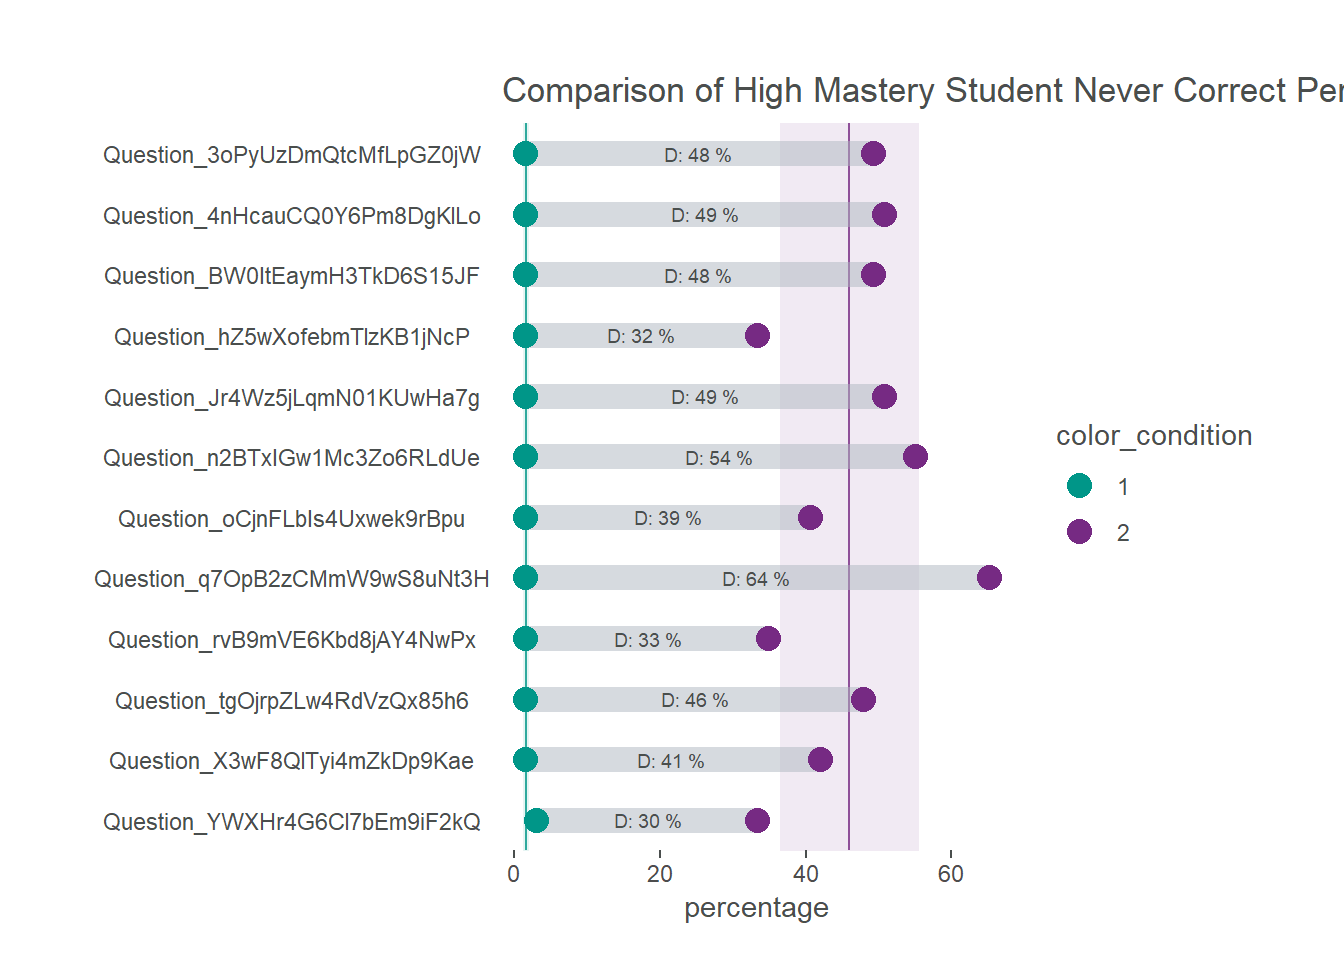 Comparison of High Mastery Student Never Correct Per
Question_3oPyUzDmQtcMfLpGZ0jW
D: 48 %
Question_4nHcauCQ0Y6Pm8DgKlLo
D: 49 %
Question_BW0ItEaymH3TkD6S15JF
D: 48 %
Question_hZ5wXofebmTlzKB1jNcP
D: 32 %
Question_Jr4Wz5jLqmN01KUwHa7g
D: 49 %
Question_n2BTxIGw1Mc3Zo6RLdUe
D: 54 %
Question_oCjnFLbIs4Uxwek9rBpu
D: 39 %
Question_q7OpB2zCMmW9wS8uNt3H
D: 64 %
Question_rvB9mVE6Kbd8jAY4NwPx
D: 33 %
Question_tgOjrpZLw4RdVzQx85h6
D: 46 %
Question_X3wF8QlTyi4mZkDp9Kae
D: 41 %
Question_YWXHr4G6Cl7bEm9iF2kQ
D: 30 %
0 20 40 60
percentage
color_condition
1
2